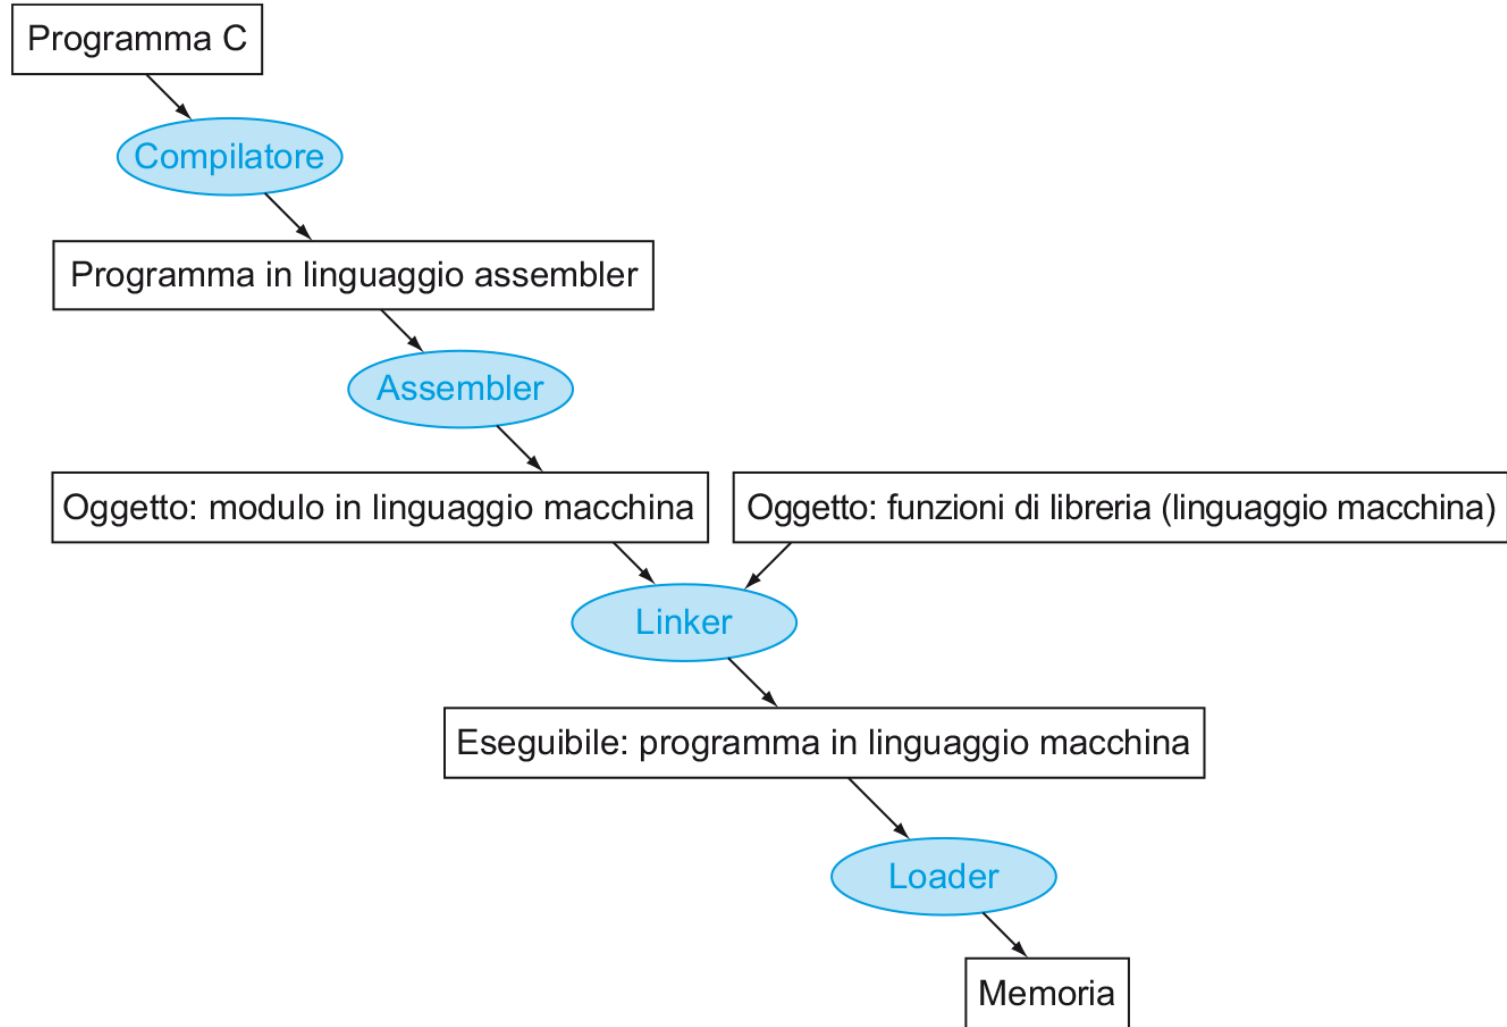 Programma C
Compilatore
Programma in linguaggio assembler
Assembler
Oggetto: modulo in linguaggio macchina
Oggetto: funzioni di libreria (linguaggio macchina)
Linker
Eseguibile: programma in linguaggio macchina
Loader
Memoria